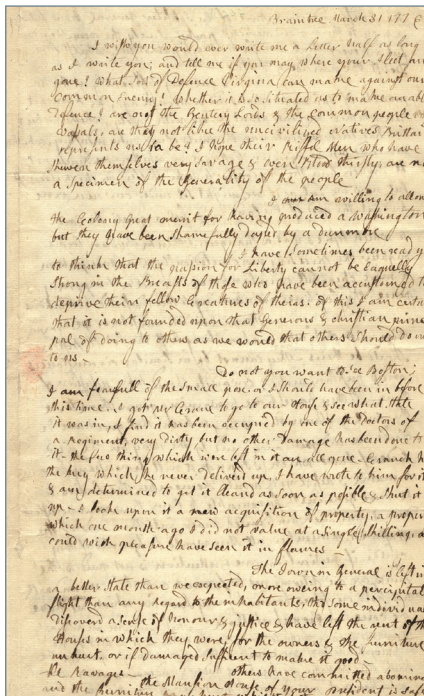 Braintree March 31 177
I wish you would ever write me a Letter half as long
as I write you; and tell me if you may where your Fleet are
gone? What sort of Defence Virginia can make against our
Common Enemy? Whether it is so situated as to make an able
Defence? are not the Gentery Lords & the common people
vassals, are they not like the uncivilized Natives Brittain
represents us to be? I hope their Riffel Men who have
shewen themselves very savage & even Blood thirsty, are no
a specimen of the Generality of the people
I am willing to allow
the Colony great merrit for having produced a Washington
but they have been shamefully duped by a Dunmore
I have sometimes been ready
to think that the passion for Liberty cannot be Eaquelly
Strong in the Breasts of those who have been accustomed t
deprive their fellow Creatures of theirs. of this I am certai
that it is not founded upon that generous & christian princ
pal of doing to others as we would that others should do un
to us
Do not you want to see Boston;
I am fearfull of the small pox, or I should have been in before
this time. I got mr Crane to go to our House & see what state
it was in, I find it has been occupied by one of the Doctors of
a Regiment, very dirty but no other Damage has been done to
it. the few things which were left in it are all gone. Cranch h
the key which he never deliverd up, I have wrote to him for it
& am determined to get it cleand as soon as posible & shut it
up. I look upon it a new acquisition of property, a proper
which one month ago I did not value at a single Shilling, a
could with pleasure have seen it in flames
The Town in General is left in
a better state than we expected, more owing to a percipitate
flight than any Regard to the inhabitants, tho some individua
discoverd a sense of honour & justice & have left the rent of th
Houses in which they were, for the owners & the furniture
unhurt, or if damaged sufficent to make it good
others have committed abomin
ble Ravages
the Mansion House of your President is saf
and the furniture